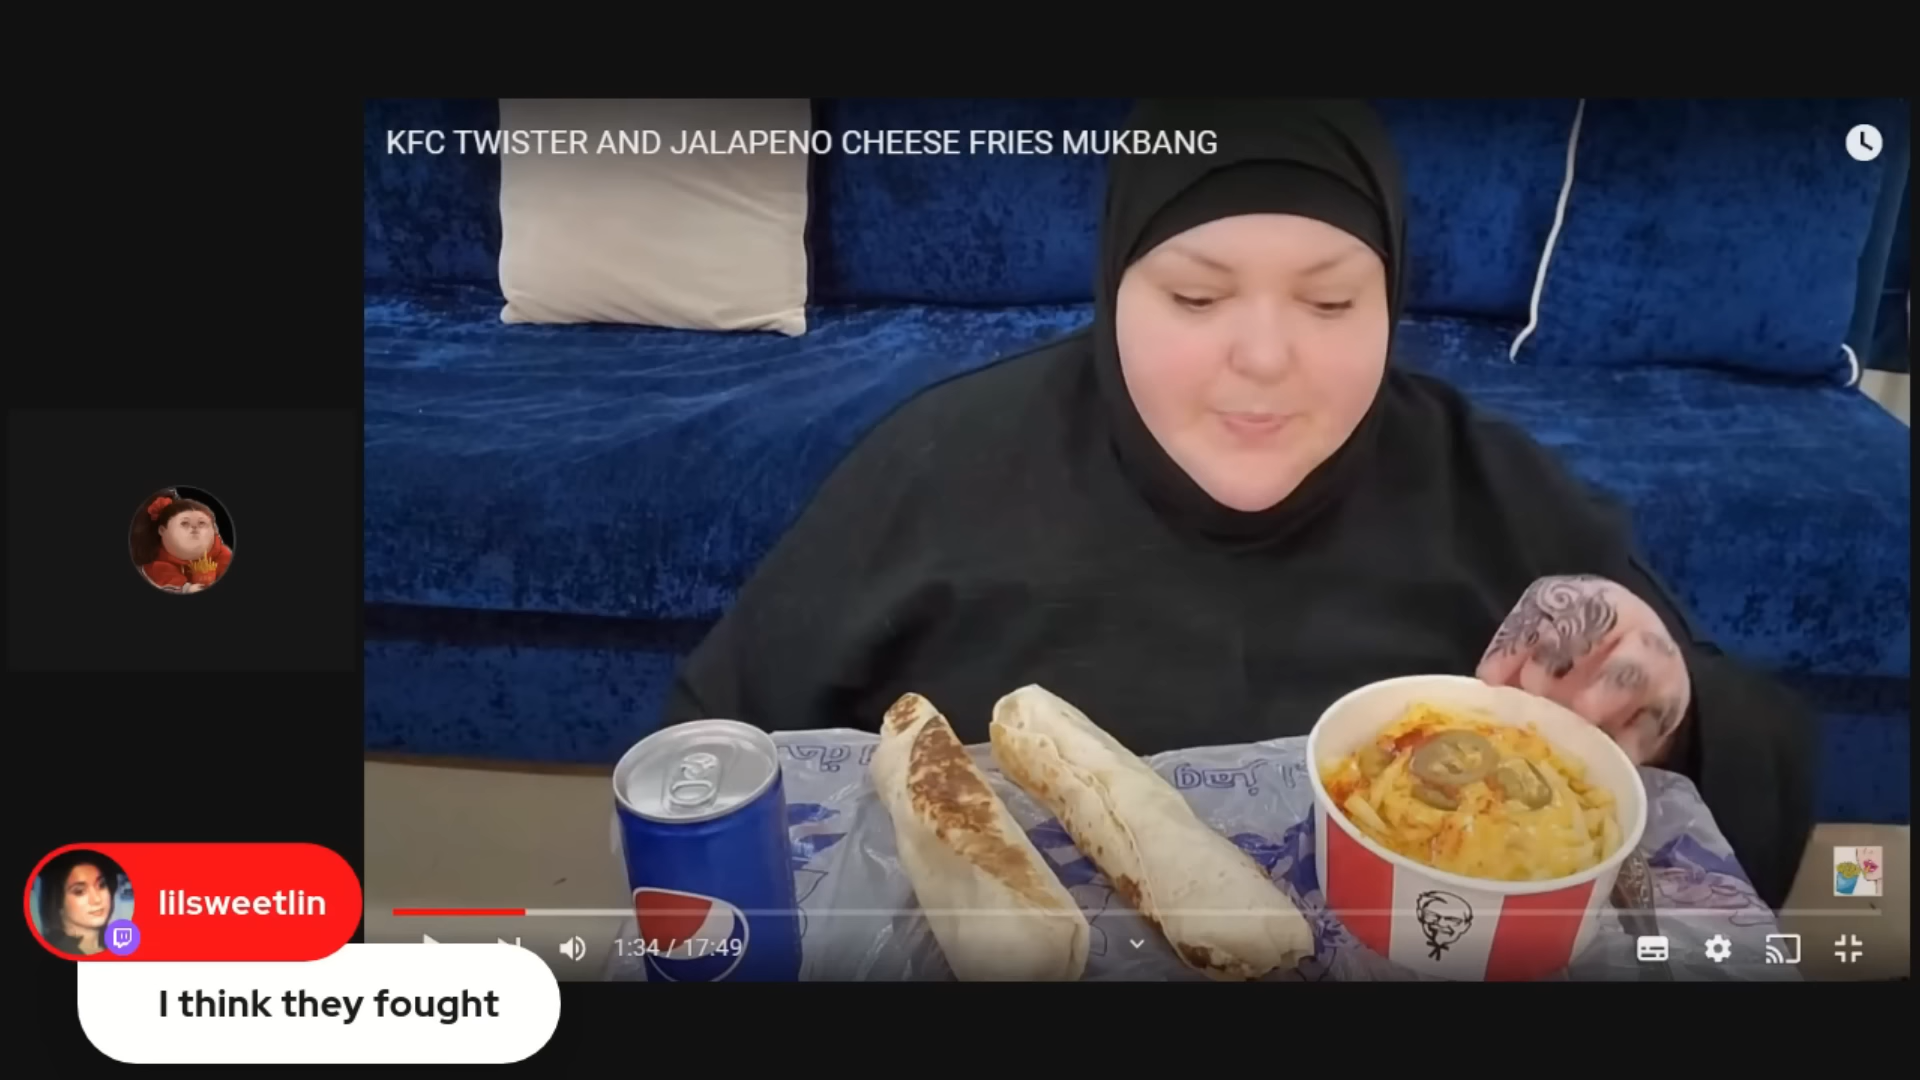 KFC TWISTER AND JALAPENO CHEESE FRIES MUKBANG
1:34 / 17:49
lilsweetlin
I think they fought